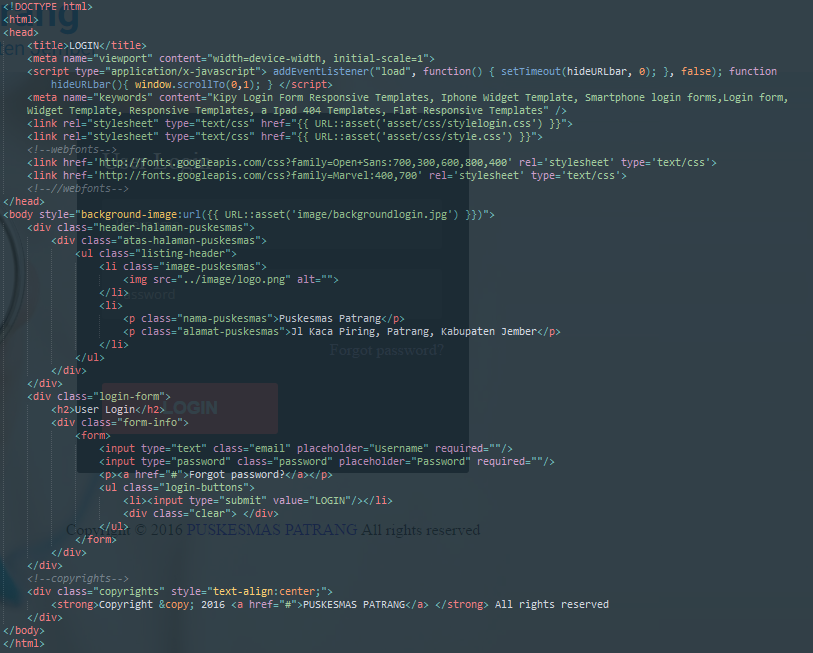 <!DOCTYPE html>
<html>
<head>
<title>LOGIN</title>
<meta name="viewport" content="width=device-width, initial-scale=1">
<script type="application/x-javascript"> addEventListener("load", function() { setTimeout(hideURLbar, 0); }, false); function
hideURLbar(){ window.scrollTo(0,1); } </script>
<meta name="keywords" content="Kipy Login Form Responsive Templates, Iphone Widget Template, Smartphone login forms,Login form,
Widget Template, Responsive Templates, a Ipad 404 Templates, Flat Responsive Templates" />
<link rel="stylesheet" type="text/css" href="{{ URL::asset('asset/css/stylelogin.css') }}">
<link rel="stylesheet" type="text/css" href="{{ URL::asset('asset/css/style.css') }}">
<!--webfonts-->
<link href='http://fonts.googleapis.com/css?family=Open+Sans:700,300,600,800,400' rel='stylesheet' type='text/css'>
<link href='http://fonts.googleapis.com/css?family=Marvel:400,700' rel='stylesheet' type='text/css'>
<!--//webfonts-->
</head>
<body style="background-image:url({{ URL::asset('image/backgroundlogin.jpg') }})">
<div class="header-halaman-puskesmas">
<div class="atas-halaman-puskesmas">
<ul class="listing-header">
<li class="image-puskesmas">
<img src="../image/logo.png" alt="">
</li>
<li>
<p class="nama-puskesmas">Puskesmas Patrang</p>
<p class="alamat-puskesmas">Jl Kaca Piring, Patrang, Kabupaten Jember</p>
</li>
</ul>
</div>
</div>
<div class="login-form">
<h2>User Login</h2>
<div class="form-info">
<form>
<input type="text" class="email" placeholder="Username" required=""/>
<input type="password" class="password" placeholder="Password" required=""/>
<p><a href="#">Forgot password?</a></p>
<ul class="login-buttons">
<li><input type="submit" value="LOGIN"/></li>
<div class="clear"> </div>
</ul>
</form>
</div>
</div>
<!--copyrights-->
<div class="copyrights" style="text-align:center;">
<strong>Copyright &copy; 2016 <a href="#">PUSKESMAS PATRANG</a> </strong> All rights reserved
</div>
</body>
</html>
Forgot password?
LOGIN
Copyright © 2016 PUSKESMAS PATRANG All rights reserved